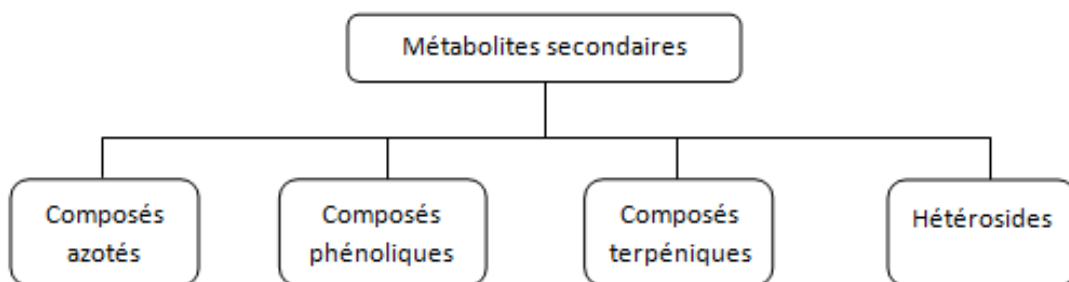 Métabolites secondaires
Composés
azotés
Composés
phénoliques
Composés
terpéniques
Hétérosides